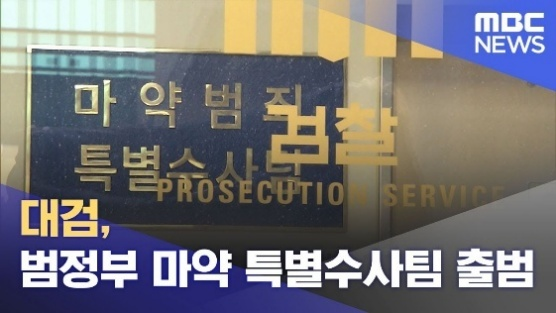 MBC
NEWS
마약범죄
검찰
특별수사팀
PROSECUTION SERVICE
대검,
범정부 마약 특별수사팀 출범